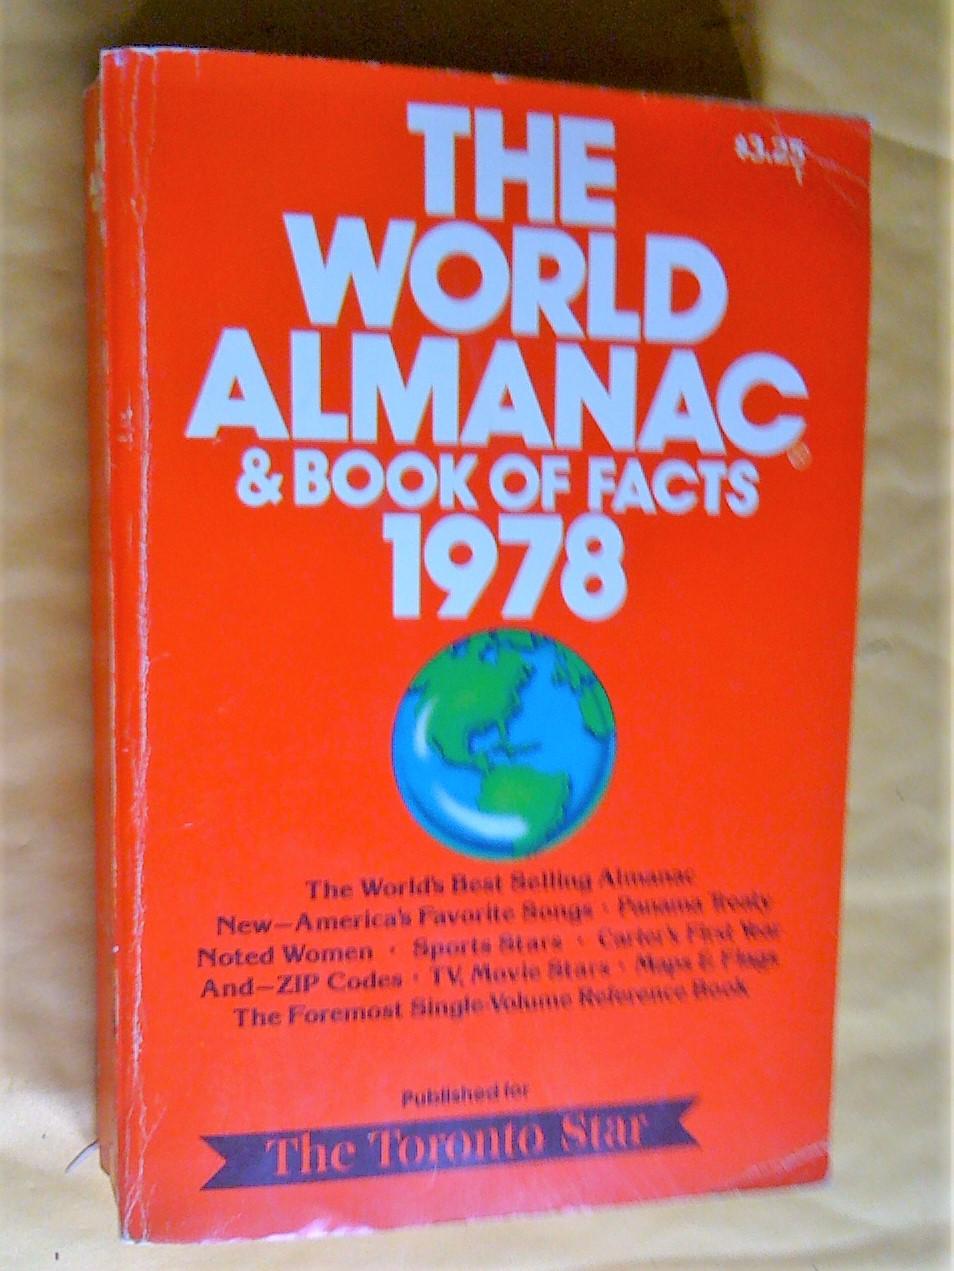 THE
$3.25
WORLD
ALMANAC
& BOOK OF FACTS
1978
The World's Best Selling Almanac
New—America's Favorite Songs · Panama Treaty
Noted Women · Sports Stars · Carter's First Year
And—ZIP Codes · TV, Movie Stars · Maps & Flags
The Foremost Single-Volume Reference Book
Published for
The Toronto Star